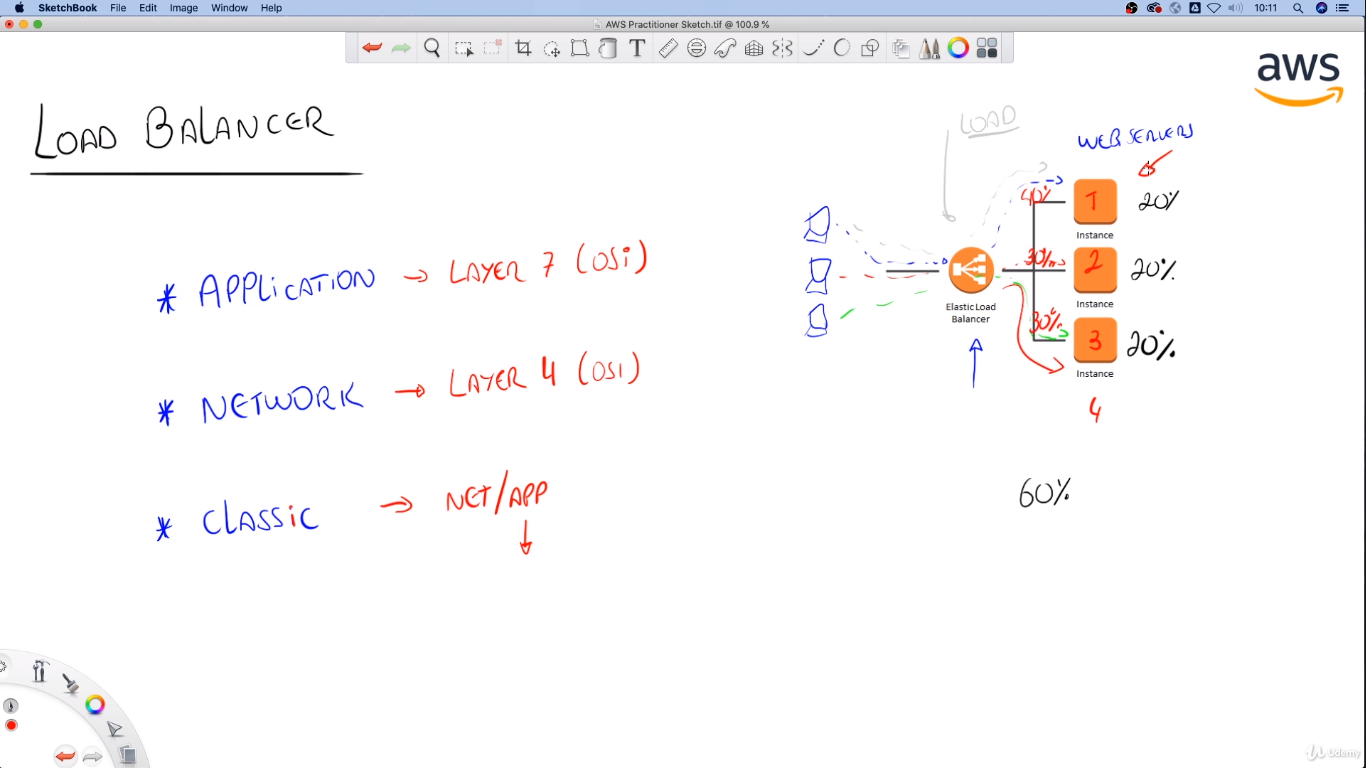 SketchBook File Edit Image Window Help 10:11
AWS Practitioner Sketch.tif @ 100.9 %
aws
LOAD BALANCER
LOAD
WEB SERVERS
40%
1
20%
Instance
* APPLICATION → LAYER 7 (OSi)
30%
2
20%
Instance
Elastic Load
Balancer
30%
3
20%
Instance
* NETWORK → LAYER 4 (OSI)
4
60%
* CLASSiC → NET/APP
Udemy